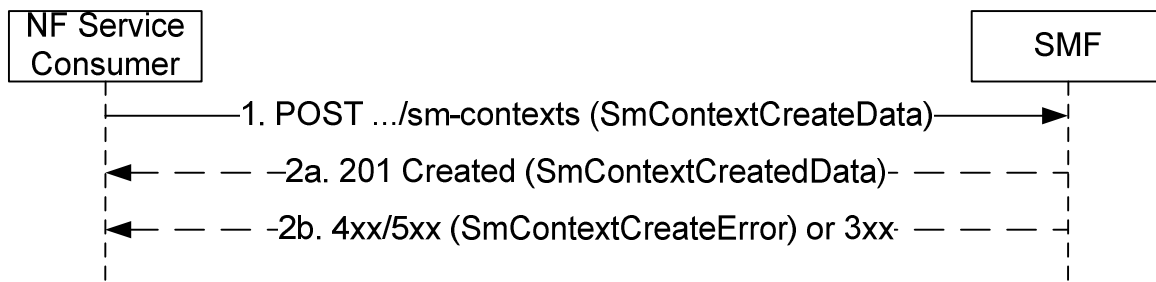 NF Service
Consumer
SMF
1. POST .../sm-contexts (SmContextCreateData)
2a. 201 Created (SmContextCreatedData)
2b. 4xx/5xx (SmContextCreateError) or 3xx